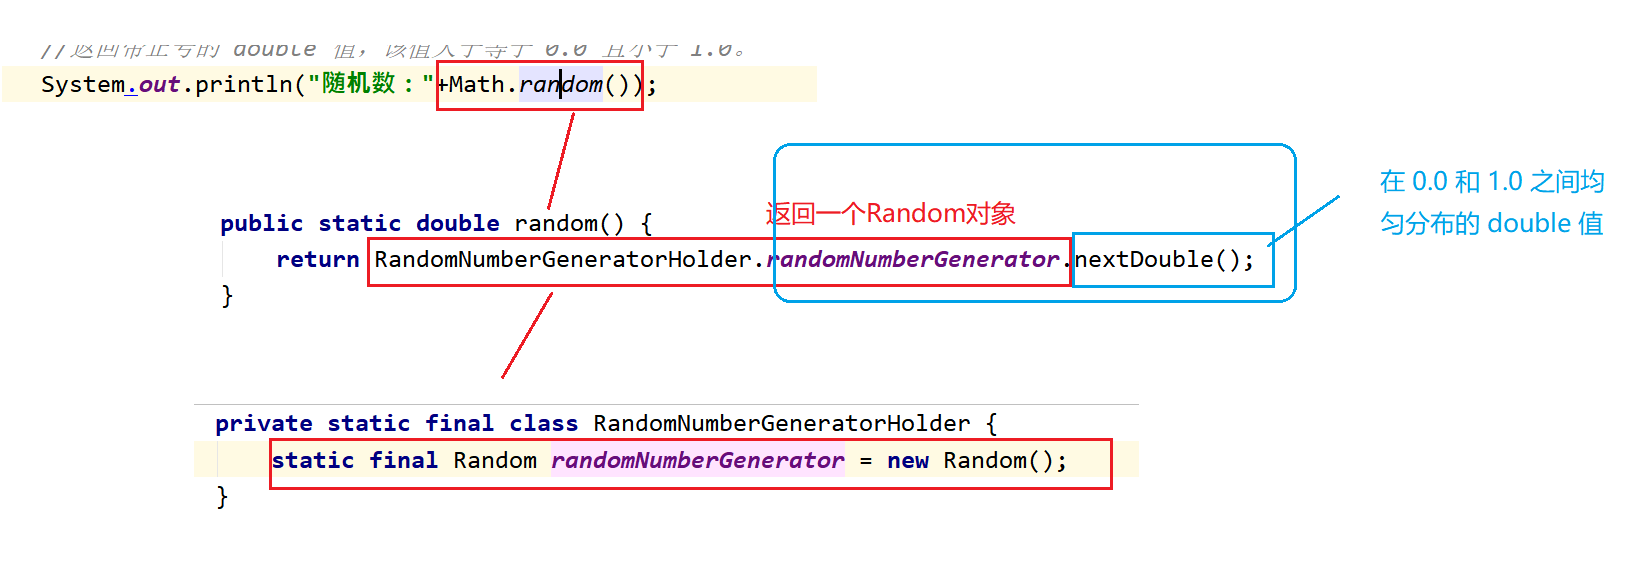 //返回带正号的 double 值，该值大于等于 0.0 且小于 1.0。
System.out.println("随机数："+Math.random());
返回一个Random对象
public static double random() {
return RandomNumberGeneratorHolder.randomNumberGenerator.nextDouble();
}
在 0.0 和 1.0 之间均
匀分布的 double 值
private static final class RandomNumberGeneratorHolder {
static final Random randomNumberGenerator = new Random();
}